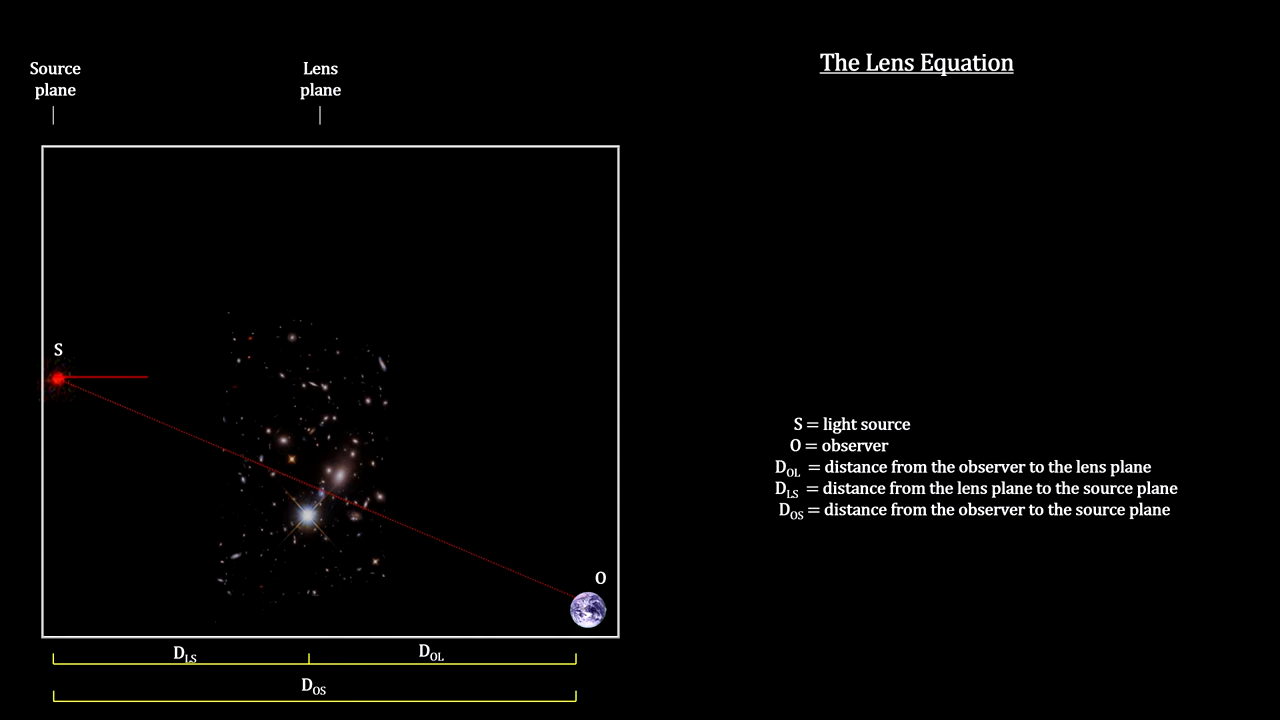 The Lens Equation
Source
plane
Lens
plane
S
O
S = light source
O = observer
D_OL = distance from the observer to the lens plane
D_LS = distance from the lens plane to the source plane
D_OS = distance from the observer to the source plane
D_LS
D_OL
D_OS